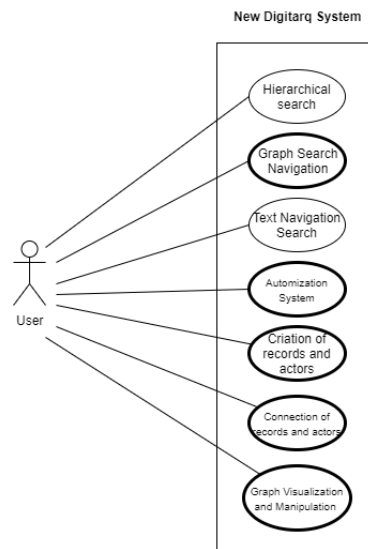 New Digitarq System
Hierarchical
search
Graph Search
Navigation
Text Navigation
Search
Automization
System
User
Criation of
records and
actors
Connection of
records and actors
Graph Visualization
and Manipulation